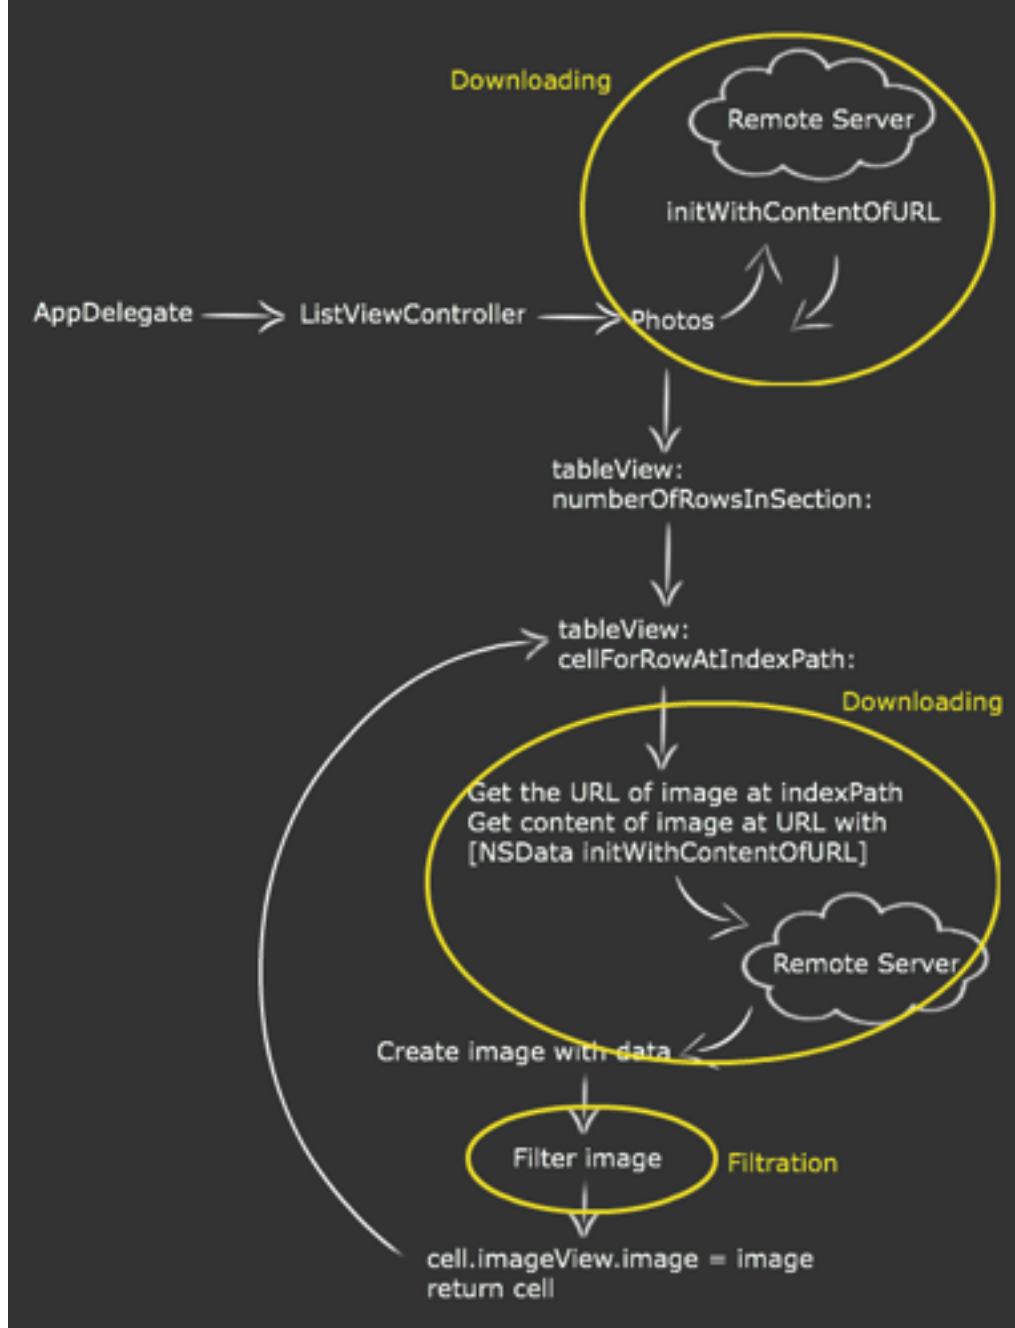 Downloading
Remote Server
initWithContentOfURL
AppDelegate
ListViewController
Photos
tableView:
numberOfRowsInSection:
tableView:
cellForRowAtIndexPath:
Downloading
Get the URL of image at indexPath
Get content of image at URL with
[NSData initWithContentOfURL]
Remote Server
Create image with data
Filter image
Filtration
cell.imageView.image = image
return cell